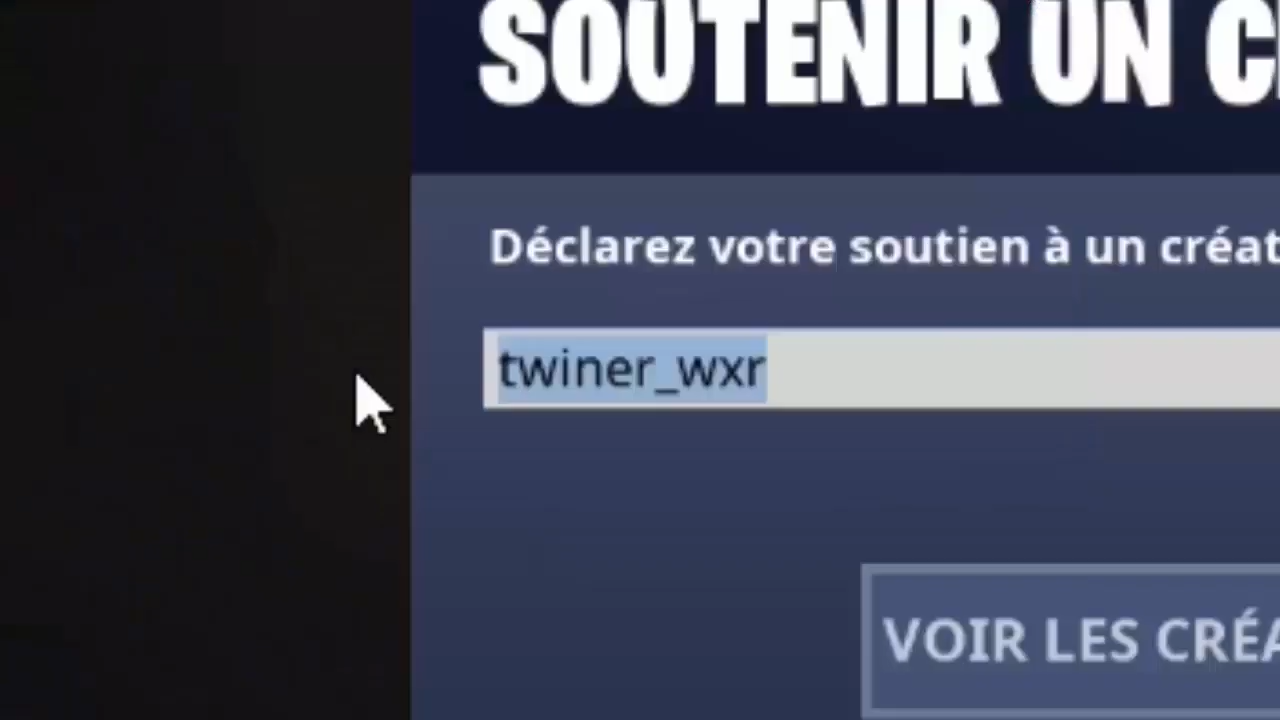 SOUTENIR UN C
Déclarez votre soutien à un créat
twiner_wxr
VOIR LES CRÉA